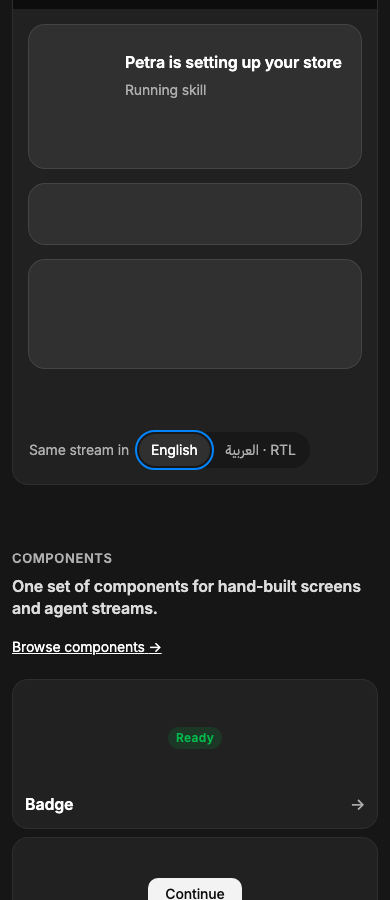 Petra is setting up your store
Running skill
Same stream in
English
العربية · RTL
COMPONENTS
One set of components for hand-built screens
and agent streams.
Browse components →
Ready
Badge →
Continue